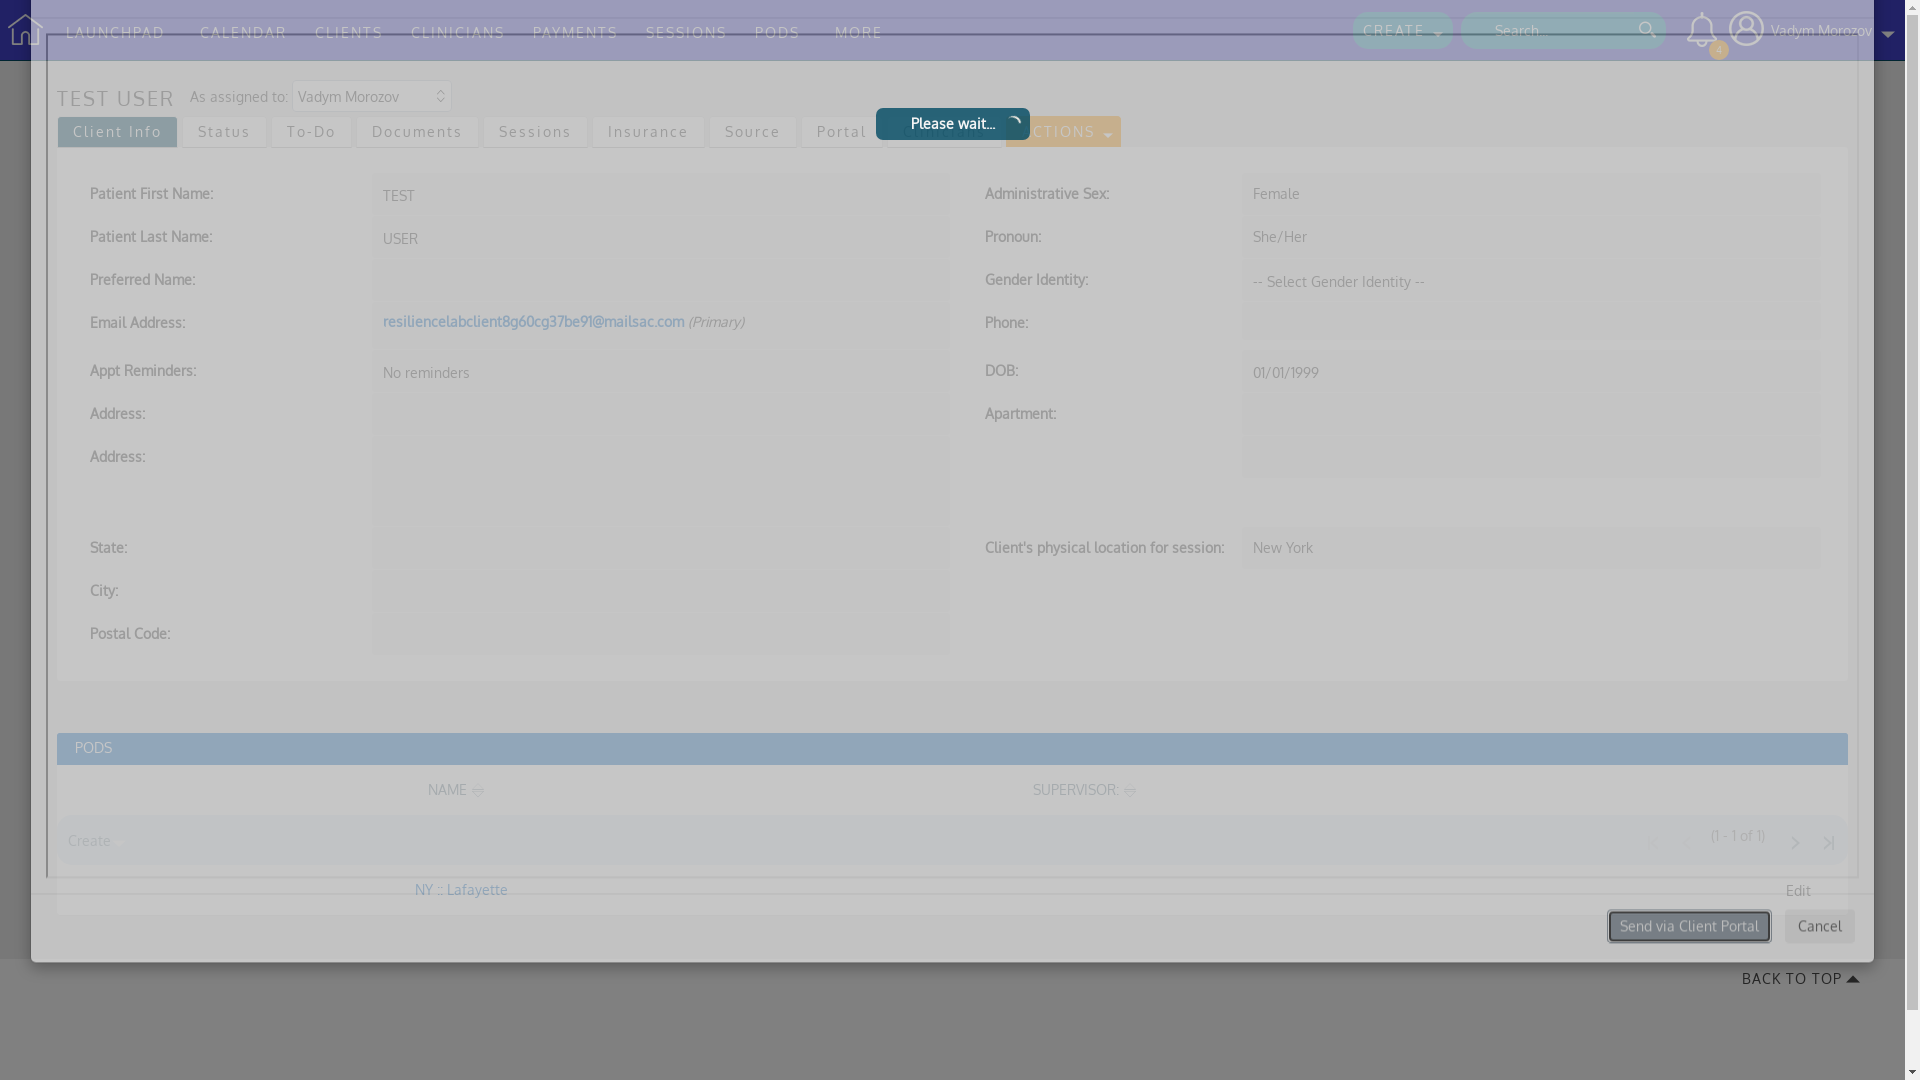 LAUNCHPAD CALENDAR CLIENTS CLINICIANS PAYMENTS SESSIONS PODS MORE CREATE Search 4 Vadym Morozov
TEST USER As assigned to: Vadym Morozov
Please wait...
Client Info Status To-Do Documents Sessions Insurance Source Portal CTIONS
Patient First Name: TEST Administrative Sex: Female
Patient Last Name: USER Pronoun: She/Her
Preferred Name: Gender Identity: -- Select Gender Identity --
Email Address: resiliencelabclient8g60cg37be91@mailsac.com (Primary) Phone:
Appt Reminders: No reminders DOB: 01/01/1999
Address: Apartment:
Address:
State: Client's physical location for session: New York
City:
Postal Code:
PODS
NAME SUPERVISOR:
Create (1 - 1 of 1)
NY :: Lafayette Edit
Send via Client Portal Cancel
BACK TO TOP